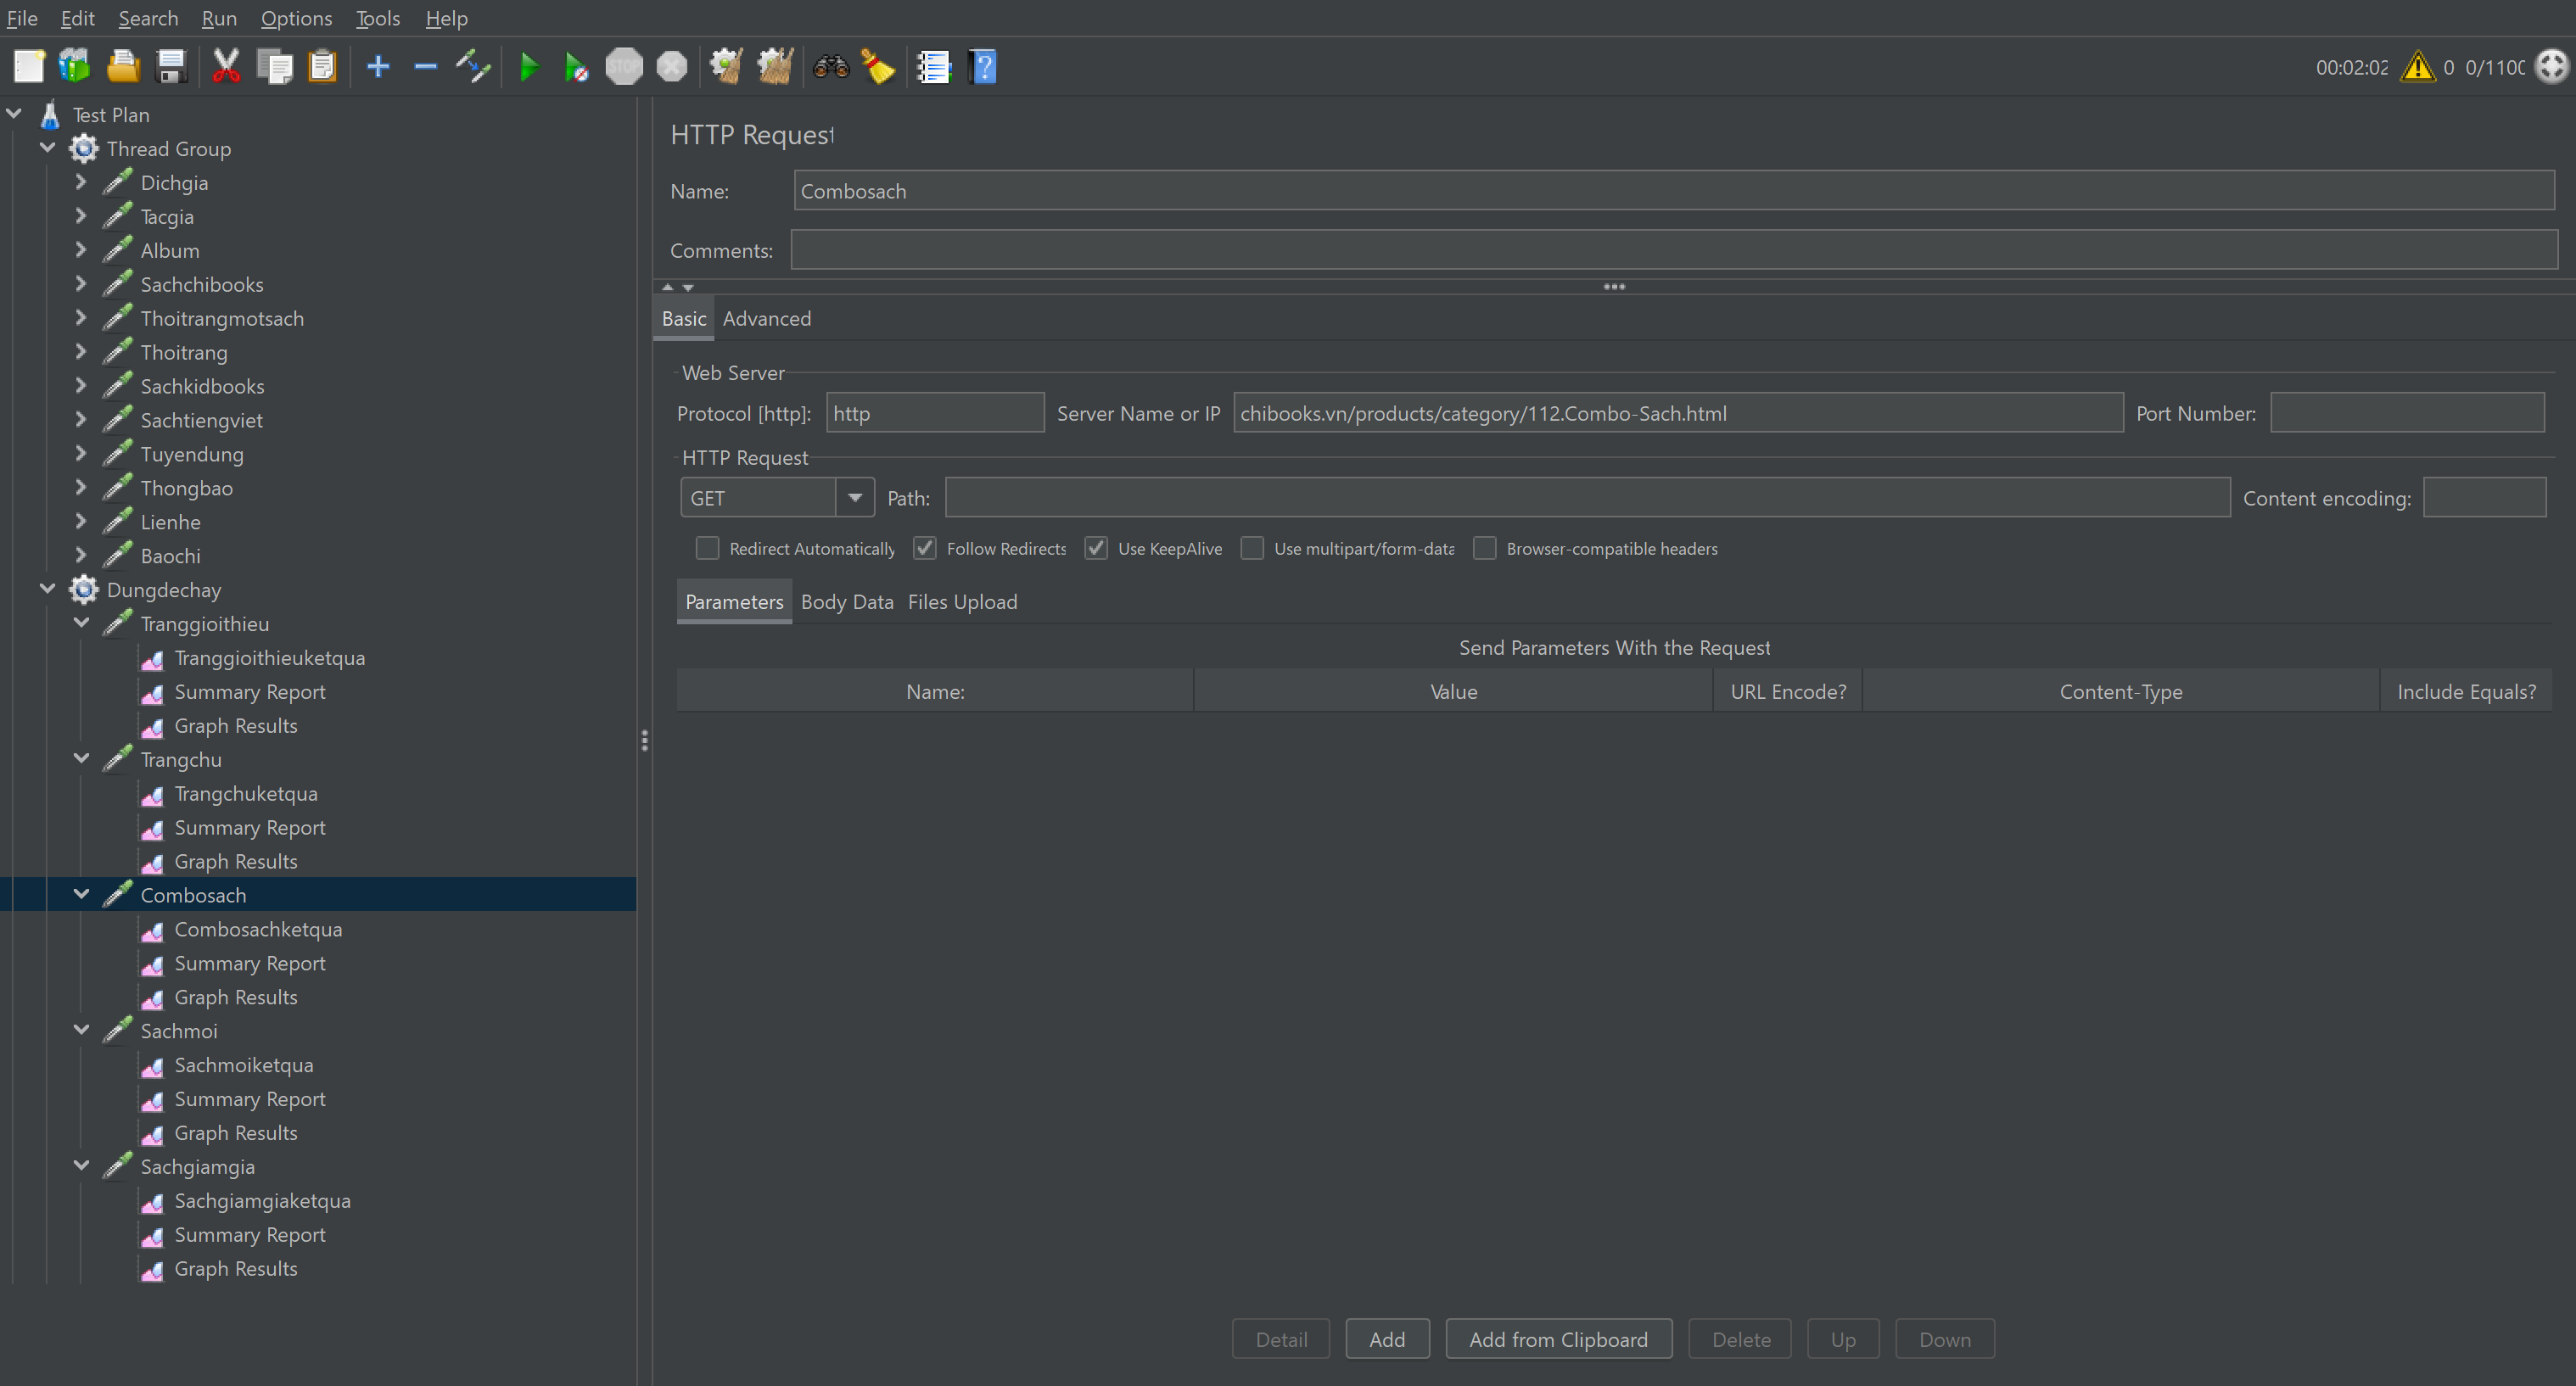 File Edit Search Run Options Tools Help
STOP
00:02:02 0 0/1100
Test Plan
Thread Group
Dichgia
Tacgia
Album
Sachchibooks
Thoitrangmotsach
Thoitrang
Sachkidbooks
Sachtiengviet
Tuyendung
Thongbao
Lienhe
Baochi
Dungdechay
Tranggioithieu
Tranggioithieuketqua
Summary Report
Graph Results
Trangchu
Trangchuketqua
Summary Report
Graph Results
Combosach
Combosachketqua
Summary Report
Graph Results
Sachmoi
Sachmoiketqua
Summary Report
Graph Results
Sachgiamgia
Sachgiamgiaketqua
Summary Report
Graph Results
HTTP Request
Name: Combosach
Comments:
Basic Advanced
Web Server
Protocol [http]: http Server Name or IP chibooks.vn/products/category/112.Combo-Sach.html Port Number:
HTTP Request
GET Path: Content encoding:
Redirect Automatically Follow Redirects Use KeepAlive Use multipart/form-data Browser-compatible headers
Parameters Body Data Files Upload
Send Parameters With the Request
Name: Value URL Encode? Content-Type Include Equals?
Detail Add Add from Clipboard Delete Up Down